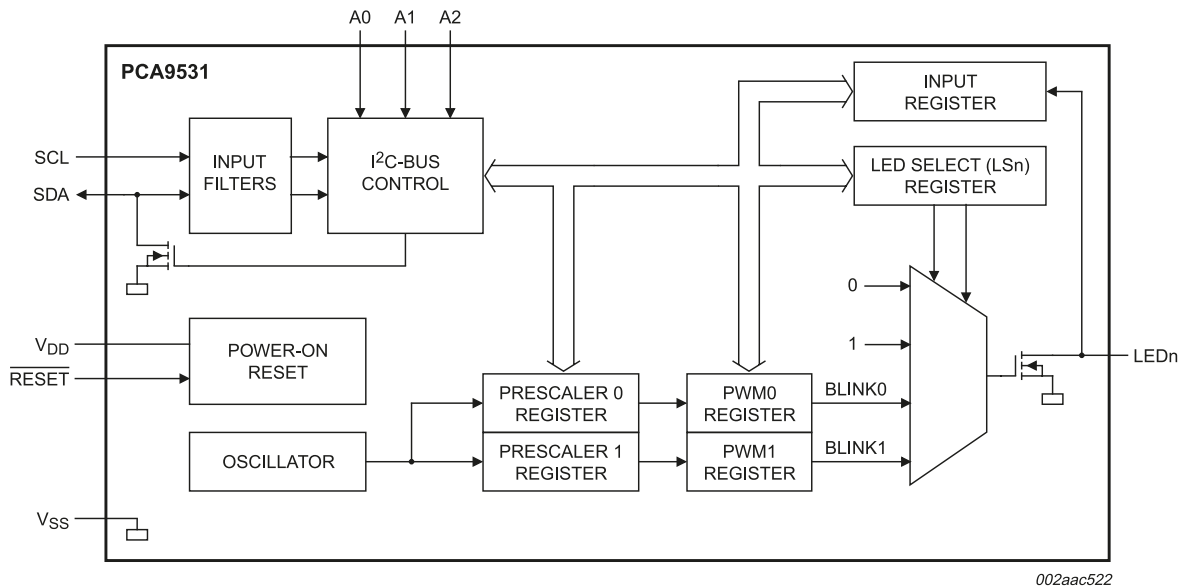 A0 A1 A2
PCA9531
INPUT
REGISTER
SCL
SDA
INPUT
FILTERS
I²C-BUS
CONTROL
LED SELECT (LSn)
REGISTER
0
1
V_DD
RESET
POWER-ON
RESET
LEDn
PRESCALER 0
REGISTER
PWM0
REGISTER
BLINK0
OSCILLATOR
PRESCALER 1
REGISTER
PWM1
REGISTER
BLINK1
V_SS
002aac522